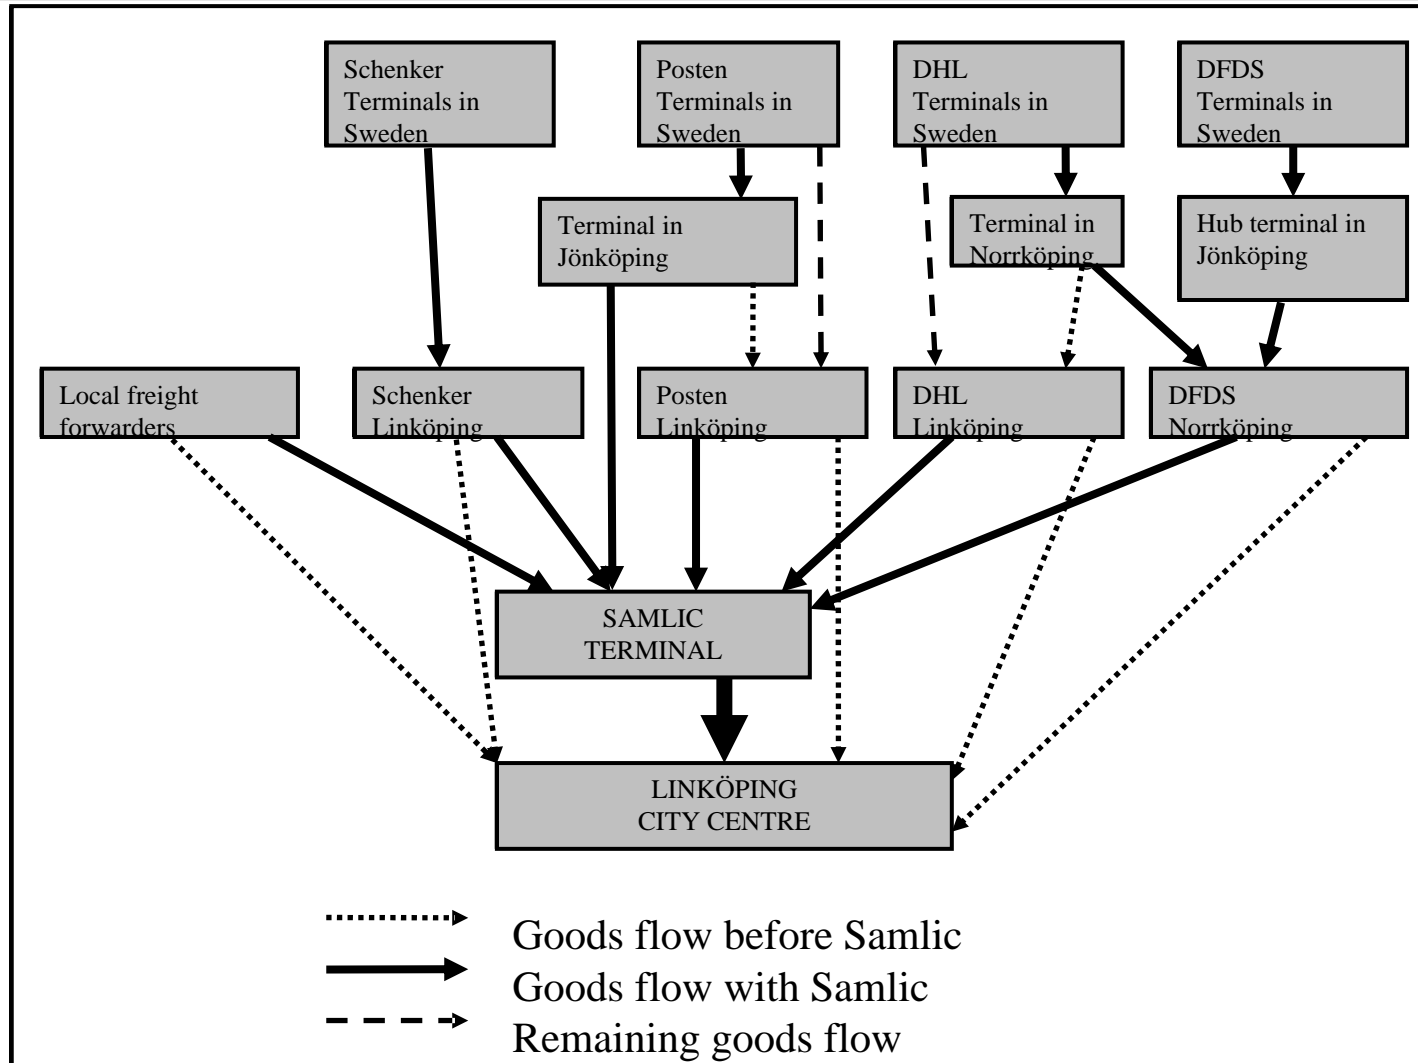 Schenker
Terminals in
Sweden
Posten
Terminals in
Sweden
DHL
Terminals in
Sweden
DFDS
Terminals in
Sweden
Terminal in
Jönköping
Terminal in
Norrköping
Hub terminal in
Jönköping
Local freight
forwarders
Schenker
Linköping
Posten
Linköping
DHL
Linköping
DFDS
Norrköping
SAMLIC
TERMINAL
LINKÖPING
CITY CENTRE
Goods flow before Samlic
Goods flow with Samlic
Remaining goods flow